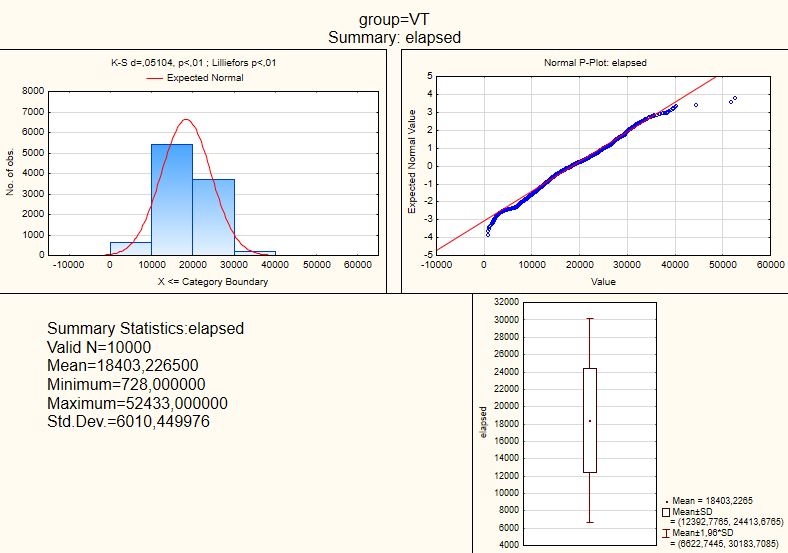 group=VT
Summary: elapsed
K-S d=,05104, p<,01 ; Lilliefors p<,01
Expected Normal
8000
7000
6000
5000
4000
3000
2000
1000
0
No. of obs.
-10000 0 10000 20000 30000 40000 50000 60000
X <= Category Boundary
Normal P-Plot: elapsed
5
4
3
2
1
0
-1
-2
-3
-4
-5
Expected Normal Value
-10000 0 10000 20000 30000 40000 50000 60000
Value
Summary Statistics:elapsed
Valid N=10000
Mean=18403,226500
Minimum=728,000000
Maximum=52433,000000
Std.Dev.=6010,449976
32000
30000
28000
26000
24000
22000
20000
18000
16000
14000
12000
10000
8000
6000
4000
elapsed
Mean = 18403,2265
Mean±SD
= (12392,7765, 24413,6765)
Mean±1,96*SD
= (6622,7445, 30183,7085)